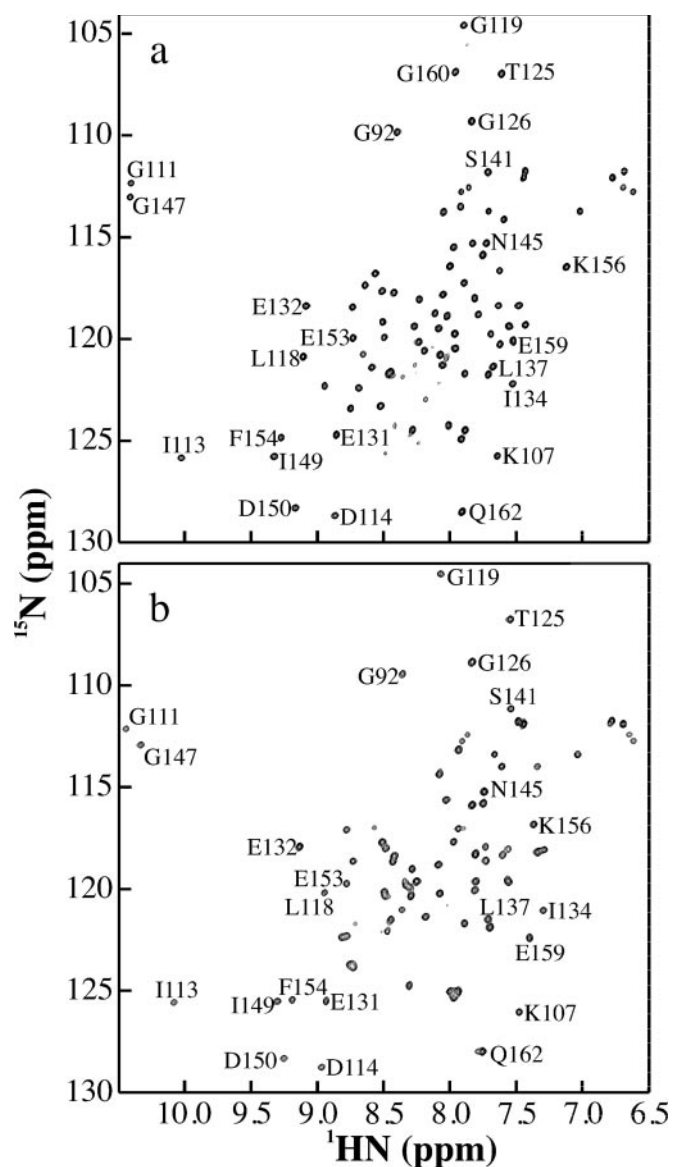 105
a
G119
G160
T125
110
G92
G126
S141
G111
G147
115
N145
K156
E132
120
E153
E159
L118
L137
I134
125
F154
E131
I113
I149
K107
D150
D114
Q162
130
¹⁵N (ppm)
105
b
G119
T125
110
G92
G126
S141
G111
G147
115
N145
K156
E132
120
E153
L118
L137
I134
E159
125
I113
I149
F154
E131
K107
D150
D114
Q162
130
10.0 9.5 9.0 8.5 8.0 7.5 7.0 6.5
¹HN (ppm)